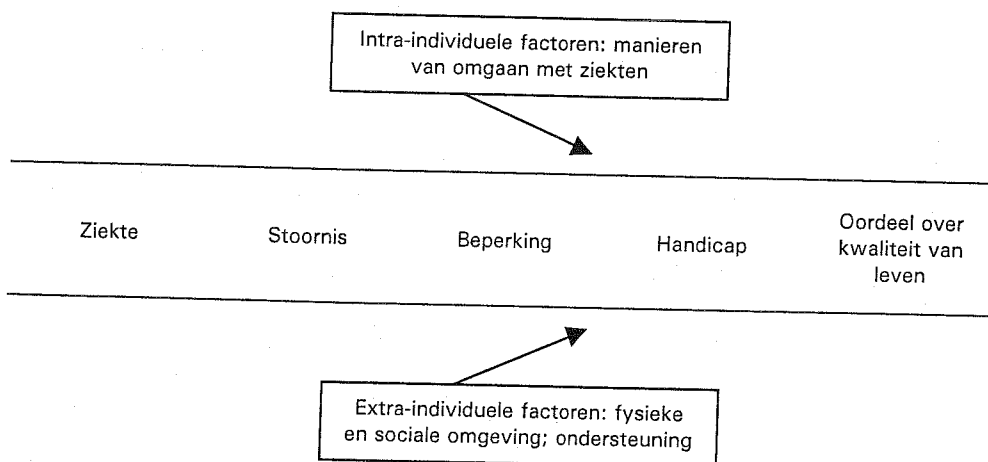 Intra-individuele factoren: manieren
van omgaan met ziekten
Ziekte
Stoornis
Beperking
Handicap
Oordeel over
kwaliteit van
leven
Extra-individuele factoren: fysieke
en sociale omgeving; ondersteuning